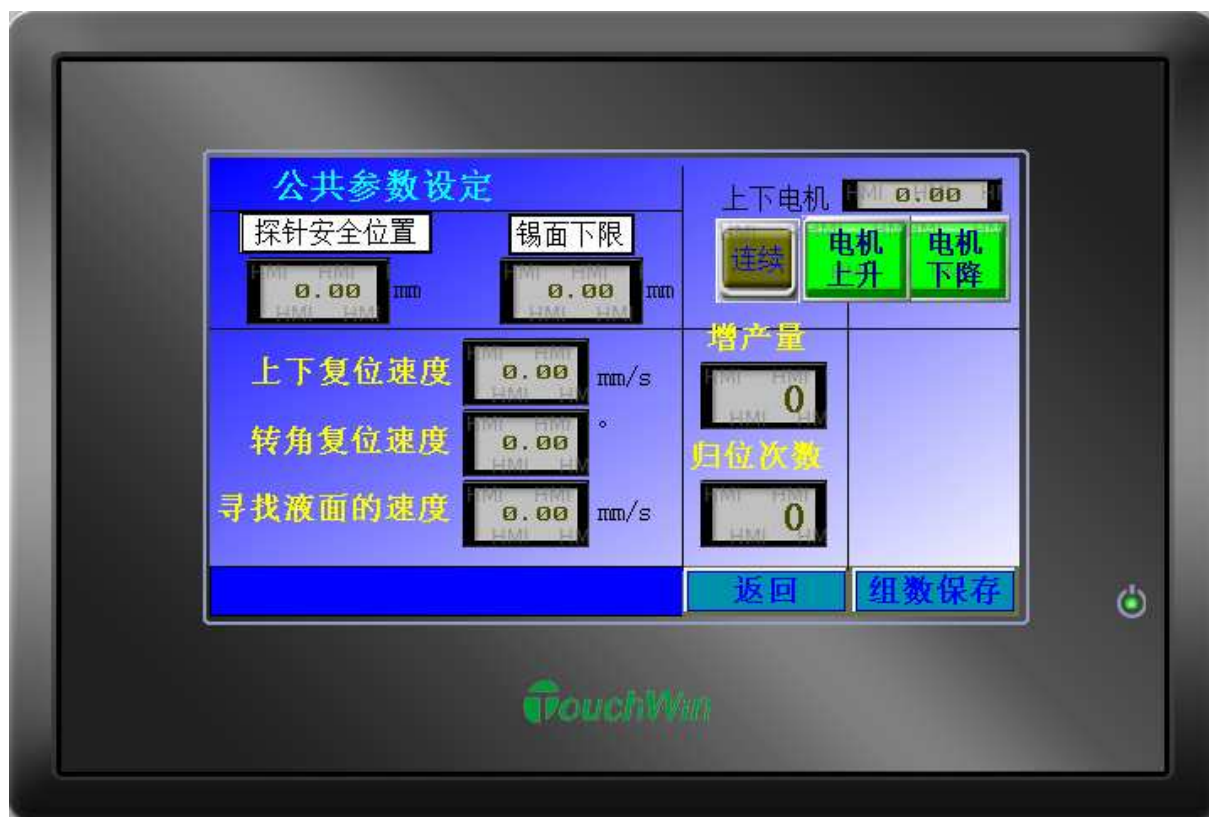 公共参数设定
上下电机 0.00
探针安全位置 锡面下限
连续 电机上升 电机下降
0.00 mm 0.00 mm
增产量
上下复位速度 0.00 mm/s
0
转角复位速度 0.00 °
归位次数
寻找液面的速度 0.00 mm/s
0
返回 组数保存
TouchWin